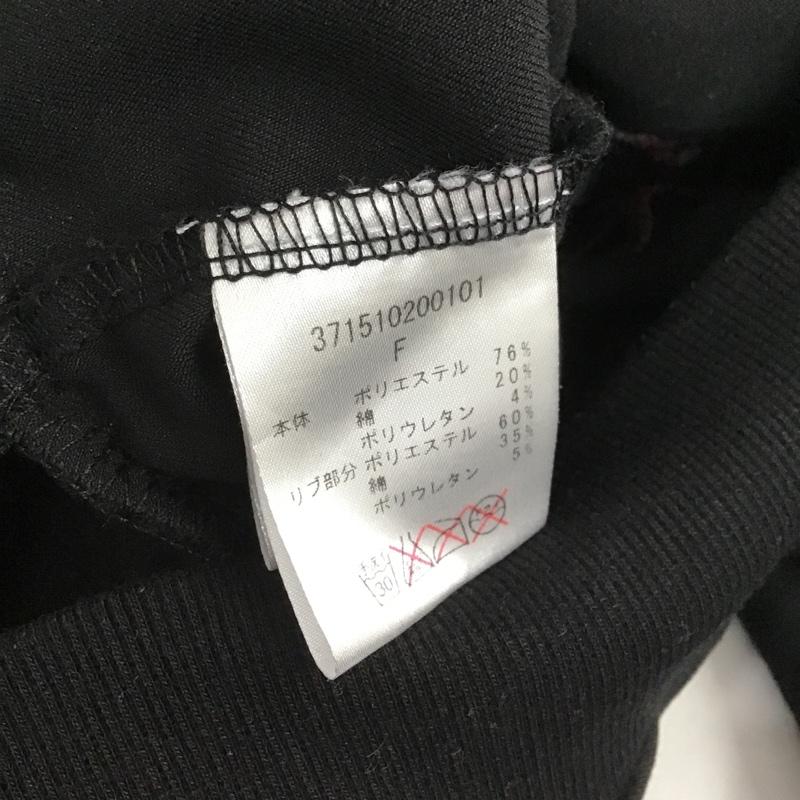 371510200101
F
本体 ポリエステル 76%
綿 20%
ポリウレタン 4%
リブ部分 ポリエステル 60%
綿 35%
ポリウレタン 5%
30